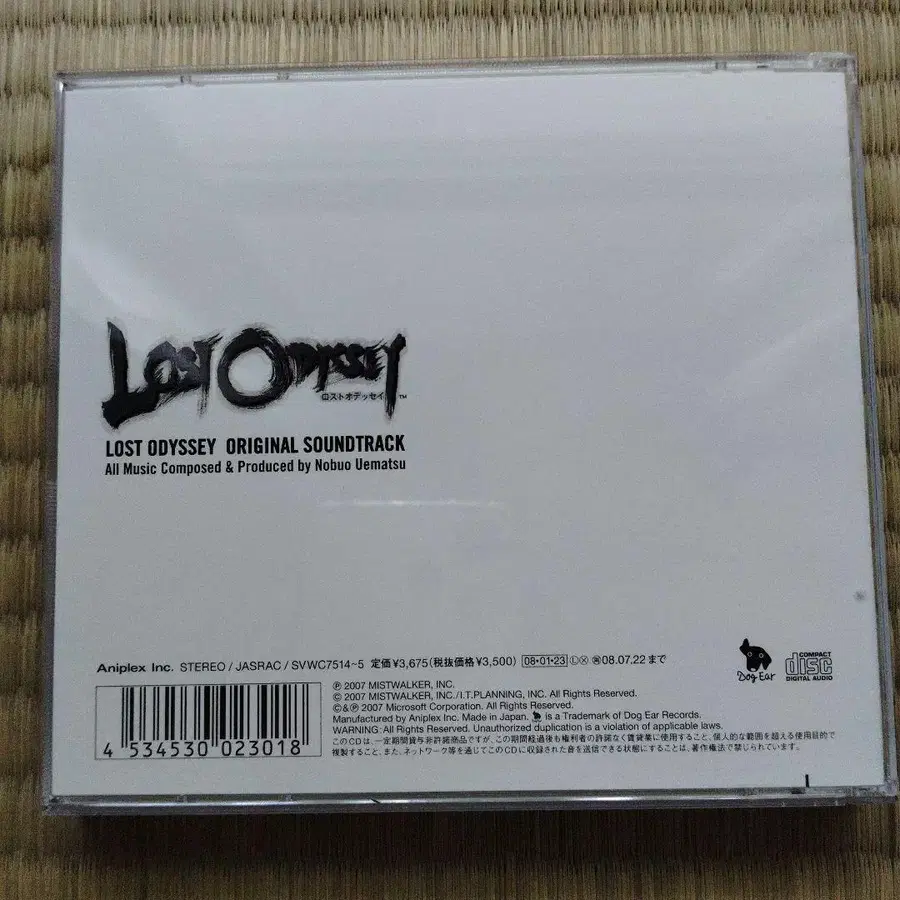 LOST ODYSSEY
ロストオデッセイ ™
LOST ODYSSEY ORIGINAL SOUNDTRACK
All Music Composed & Produced by Nobuo Uematsu
Aniplex Inc. STEREO / JASRAC / SVWC7514~5 定価¥3,675(税抜価格¥3,500) 08・01・23 Ⓛ Ⓧ 08.07.22 まで
Dog Ear
COMPACT
disc
DIGITAL AUDIO
4 534530 023018
℗ 2007 MISTWALKER, INC.
© 2007 MISTWALKER, INC./I.T.PLANNING, INC. All Rights Reserved.
©&℗ 2007 Microsoft Corporation. All Rights Reserved.
Manufactured by Aniplex Inc. Made in Japan. is a Trademark of Dog Ear Records.
WARNING: All Rights Reserved. Unauthorized duplication is a violation of applicable laws.
このCDは、一定期間貸与非許諾商品ですが、この期間経過後も権利者の許諾なく賃貸業に使用すること、個人的な範囲を超える使用目的で
複製すること、また、ネットワーク等を通じてこのCDに収録された音を送信できる状態にすることは、著作権法で禁じられています。